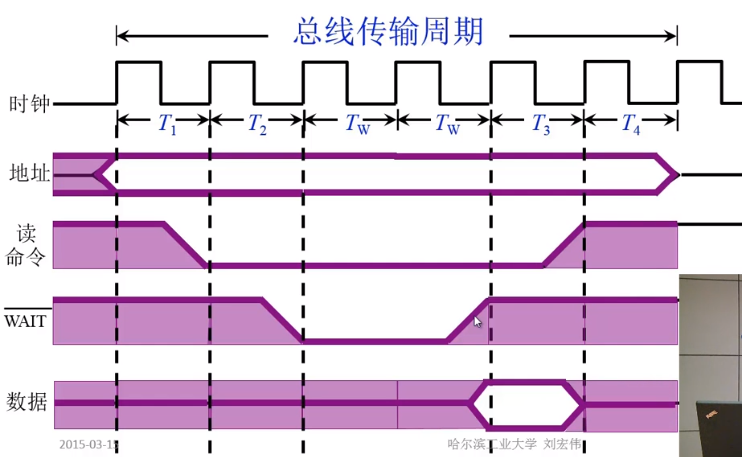 总线传输周期
时钟
T1 T2 TW TW T3 T4
地址
读
命令
WAIT
数据
2015-03-15 哈尔滨工业大学 刘宏伟